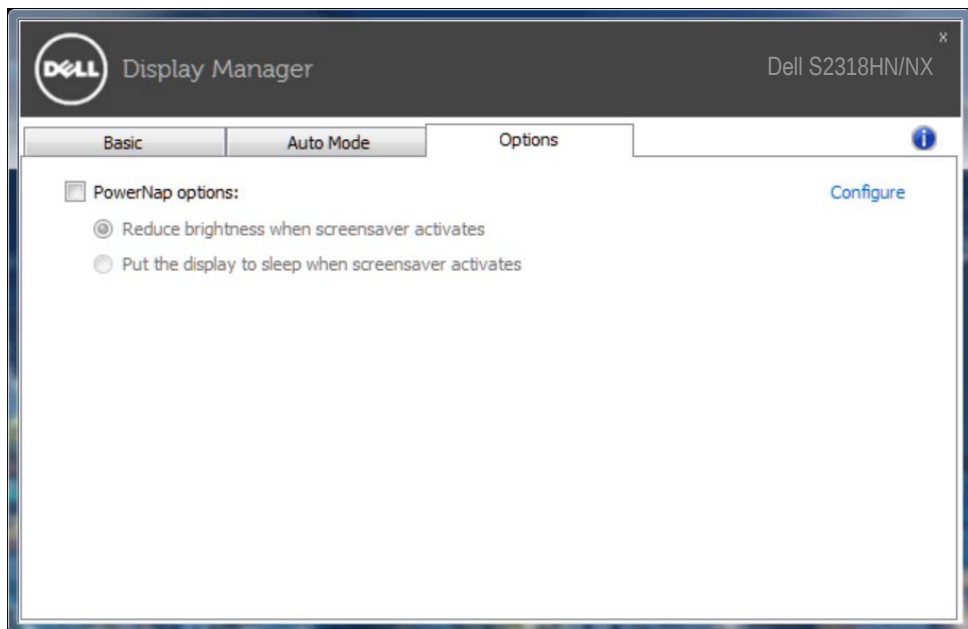 x
DELL Display Manager Dell S2318HN/NX
Basic Auto Mode Options i
PowerNap options: Configure
Reduce brightness when screensaver activates
Put the display to sleep when screensaver activates